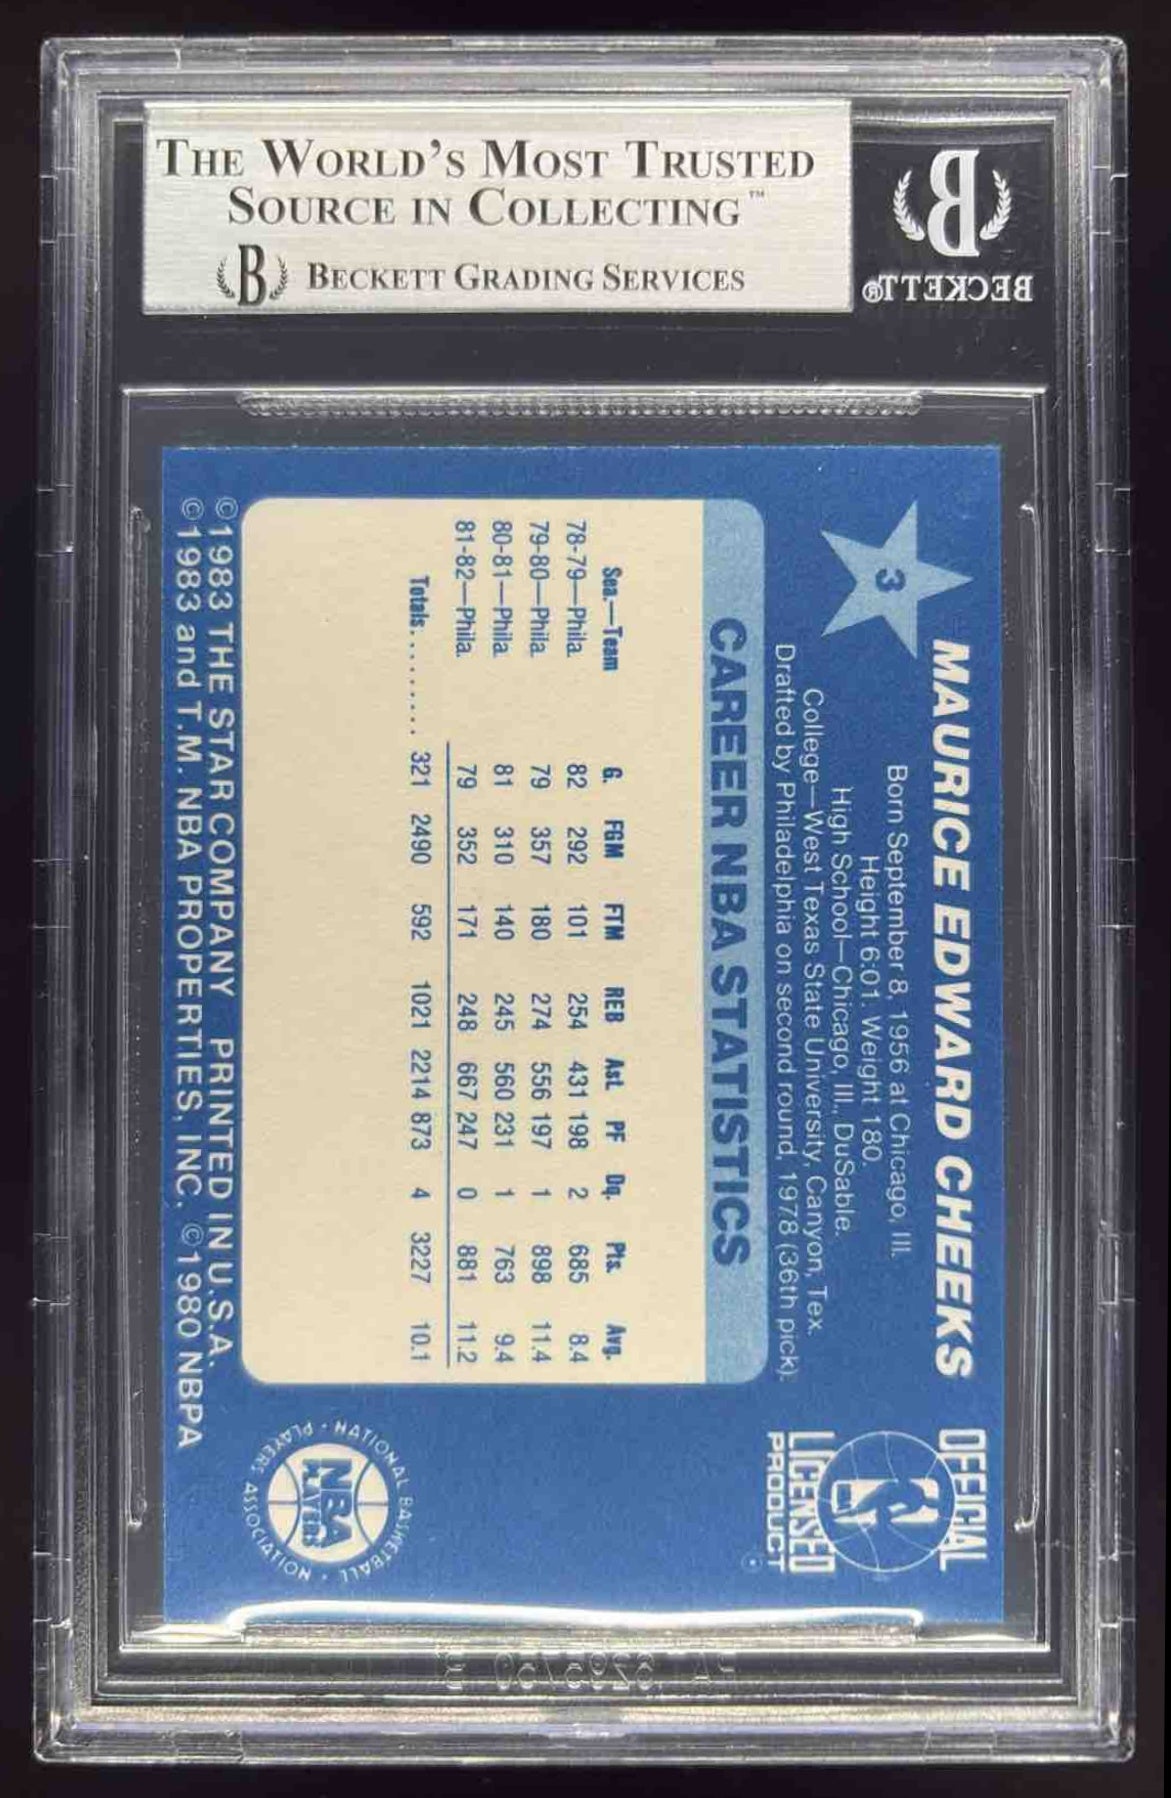 THE WORLD'S MOST TRUSTED
SOURCE IN COLLECTING™
B BECKETT GRADING SERVICES
B
BECKETT®
3
MAURICE EDWARD CHEEKS
Born September 8, 1956 at Chicago, Ill.
Height 6:01. Weight 180.
High School—Chicago, Ill., DuSable.
College—West Texas State University, Canyon, Tex.
Drafted by Philadelphia on second round, 1978 (36th pick).
CAREER NBA STATISTICS
Sea.—Team G. FGM FTM REB Ast. PF Dq. Pts. Avg.
78-79—Phila. 82 292 101 254 431 198 2 685 8.4
79-80—Phila. 79 357 180 274 556 197 1 898 11.4
80-81—Phila. 81 310 140 245 560 231 1 763 9.4
81-82—Phila. 79 352 171 248 667 247 0 881 11.2
Totals........ 321 2490 592 1021 2214 873 4 3227 10.1
©1983 THE STAR COMPANY PRINTED IN U.S.A.
©1983 and T.M. NBA PROPERTIES, INC. ©1980 NBPA
OFFICIAL
LICENSED
PRODUCT
NATIONAL BASKETBALL
PLAYERS ASSOCIATION
NBA
PLAYERS